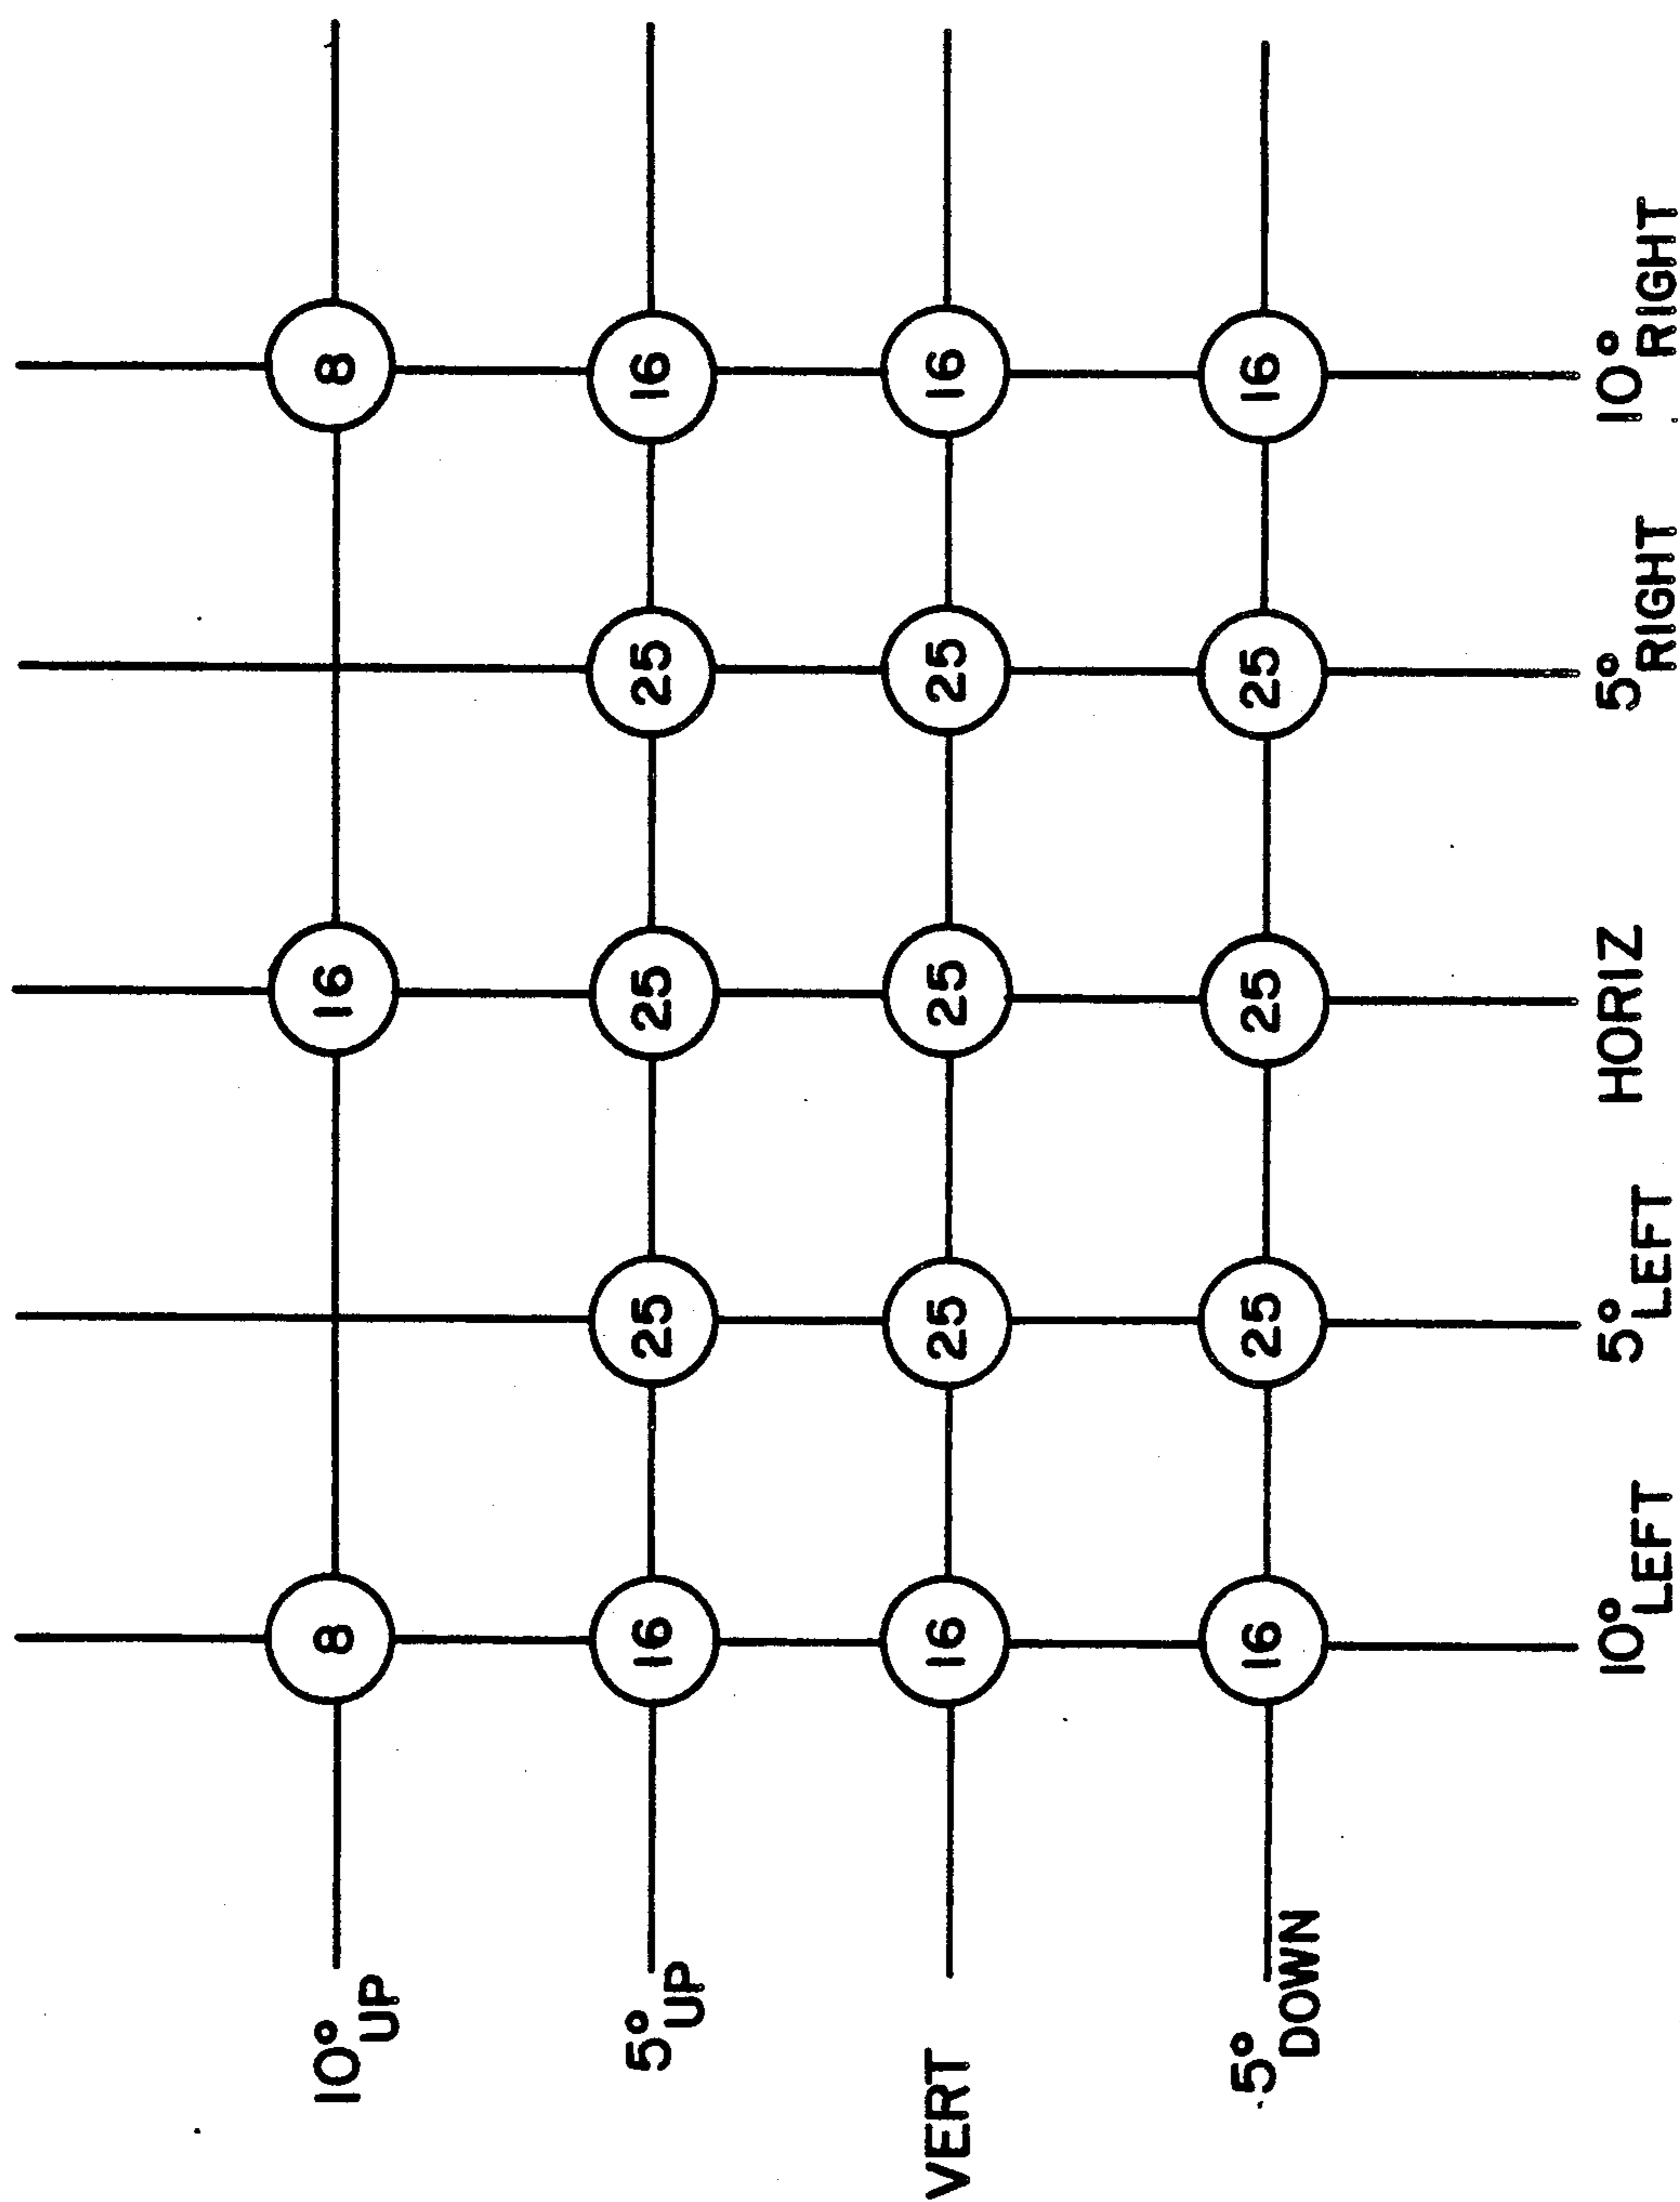 10° UP 8 16 8
5° UP 16 25 25 25 16
VERT 16 25 25 25 16
5° DOWN 16 25 25 25 16
10° LEFT 5° LEFT HORIZ 5° RIGHT 10° RIGHT